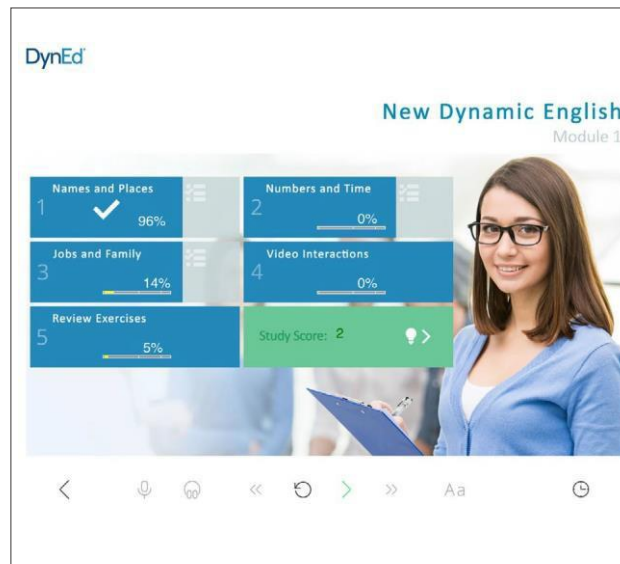 DynEd
New Dynamic English
Module 1
1 Names and Places
96%
2 Numbers and Time
0%
3 Jobs and Family
14%
4 Video Interactions
0%
5 Review Exercises
5%
Study Score: 2
Aa